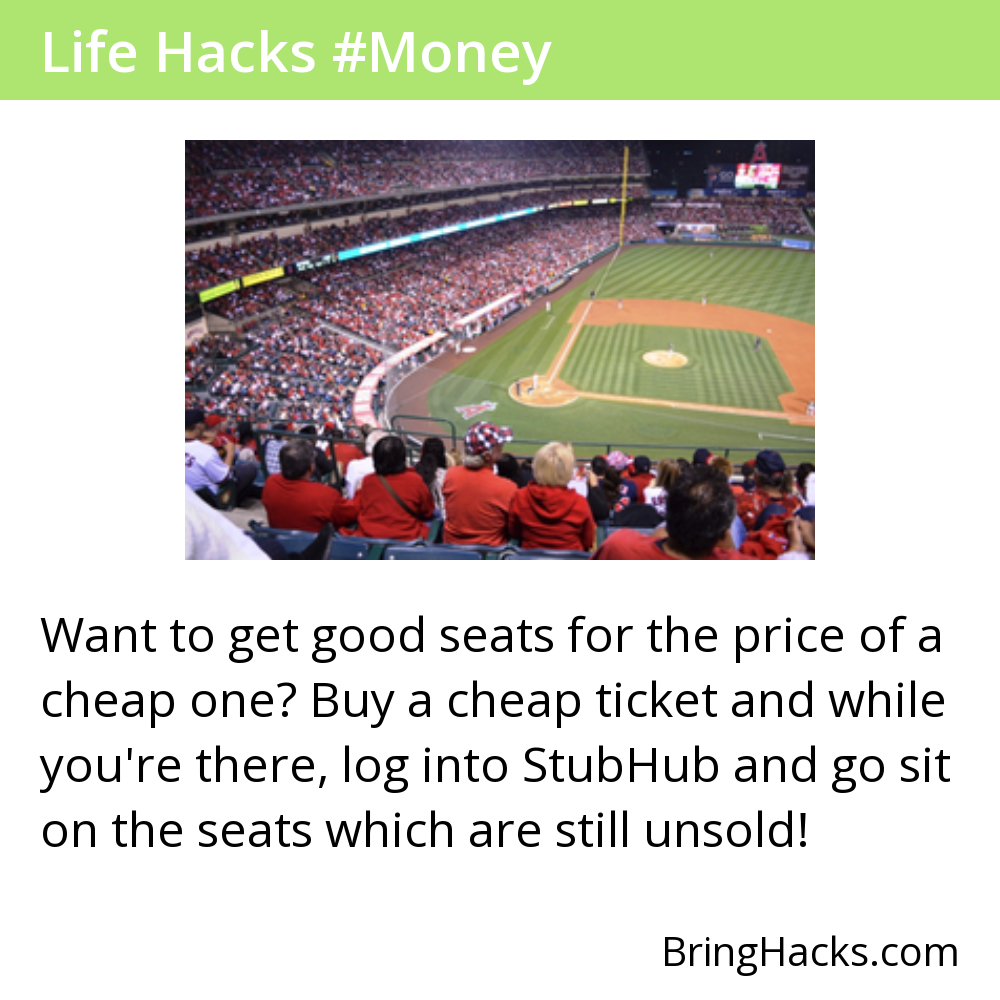 Life Hacks #Money
Want to get good seats for the price of a
cheap one? Buy a cheap ticket and while
you're there, log into StubHub and go sit
on the seats which are still unsold!
BringHacks.com